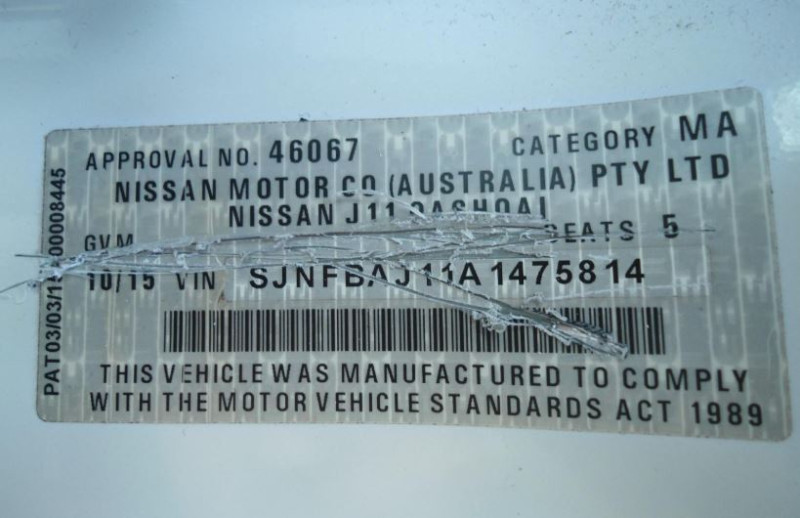 APPROVAL NO. 46067 CATEGORY MA
NISSAN MOTOR CO (AUSTRALIA) PTY LTD
NISSAN J11 QASHQAI
GVM SEATS 5
10/15 VIN SJNFBAJ11A1475814
THIS VEHICLE WAS MANUFACTURED TO COMPLY
WITH THE MOTOR VEHICLE STANDARDS ACT 1989